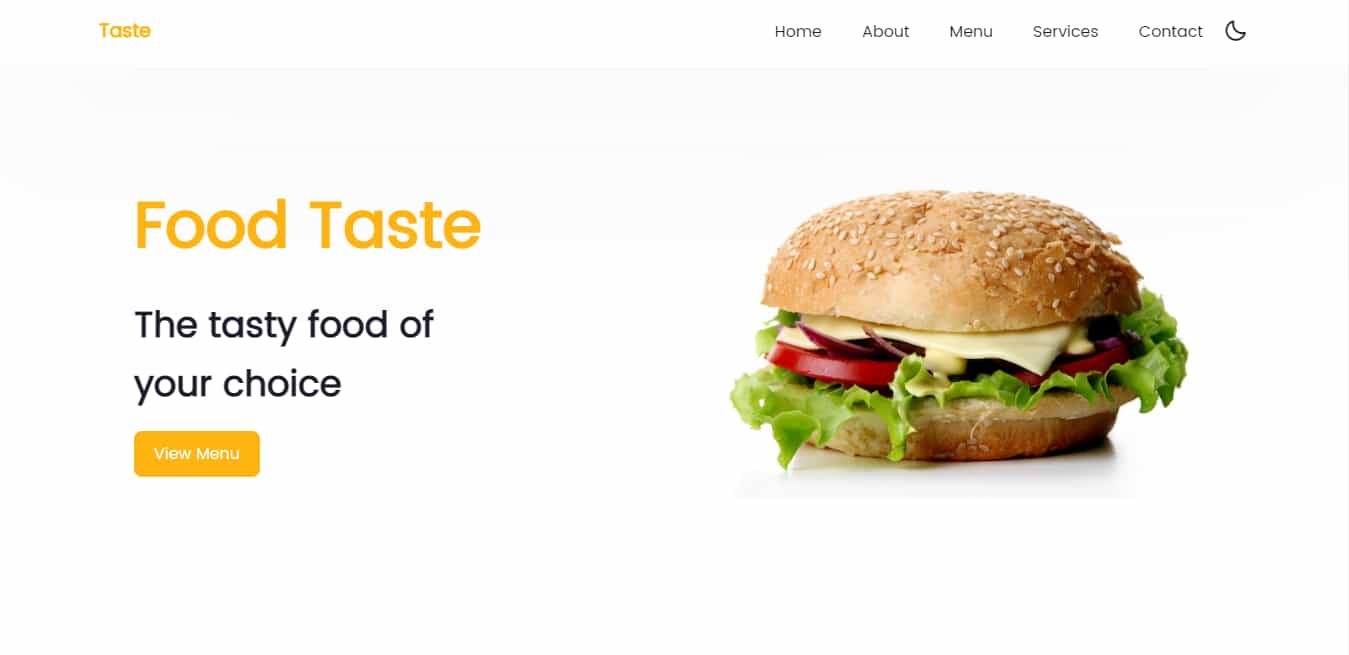 Taste
Home About Menu Services Contact
Food Taste
The tasty food of
your choice
View Menu